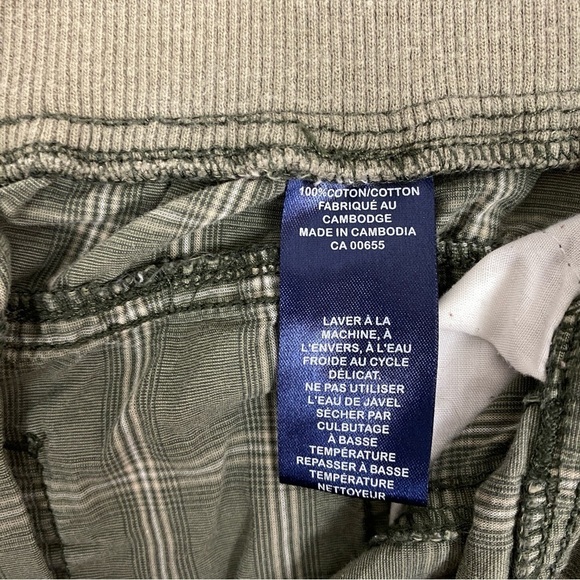 100% COTON/COTTON
FABRIQUÉ AU
CAMBODGE
MADE IN CAMBODIA
CA 00655
LAVER À LA
MACHINE, À
L'ENVERS, À L'EAU
FROIDE AU CYCLE
DÉLICAT.
NE PAS UTILISER
L'EAU DE JAVEL
SÉCHER PAR
CULBUTAGE
À BASSE
TEMPÉRATURE
REPASSER À BASSE
TEMPÉRATURE
NETTOYEUR